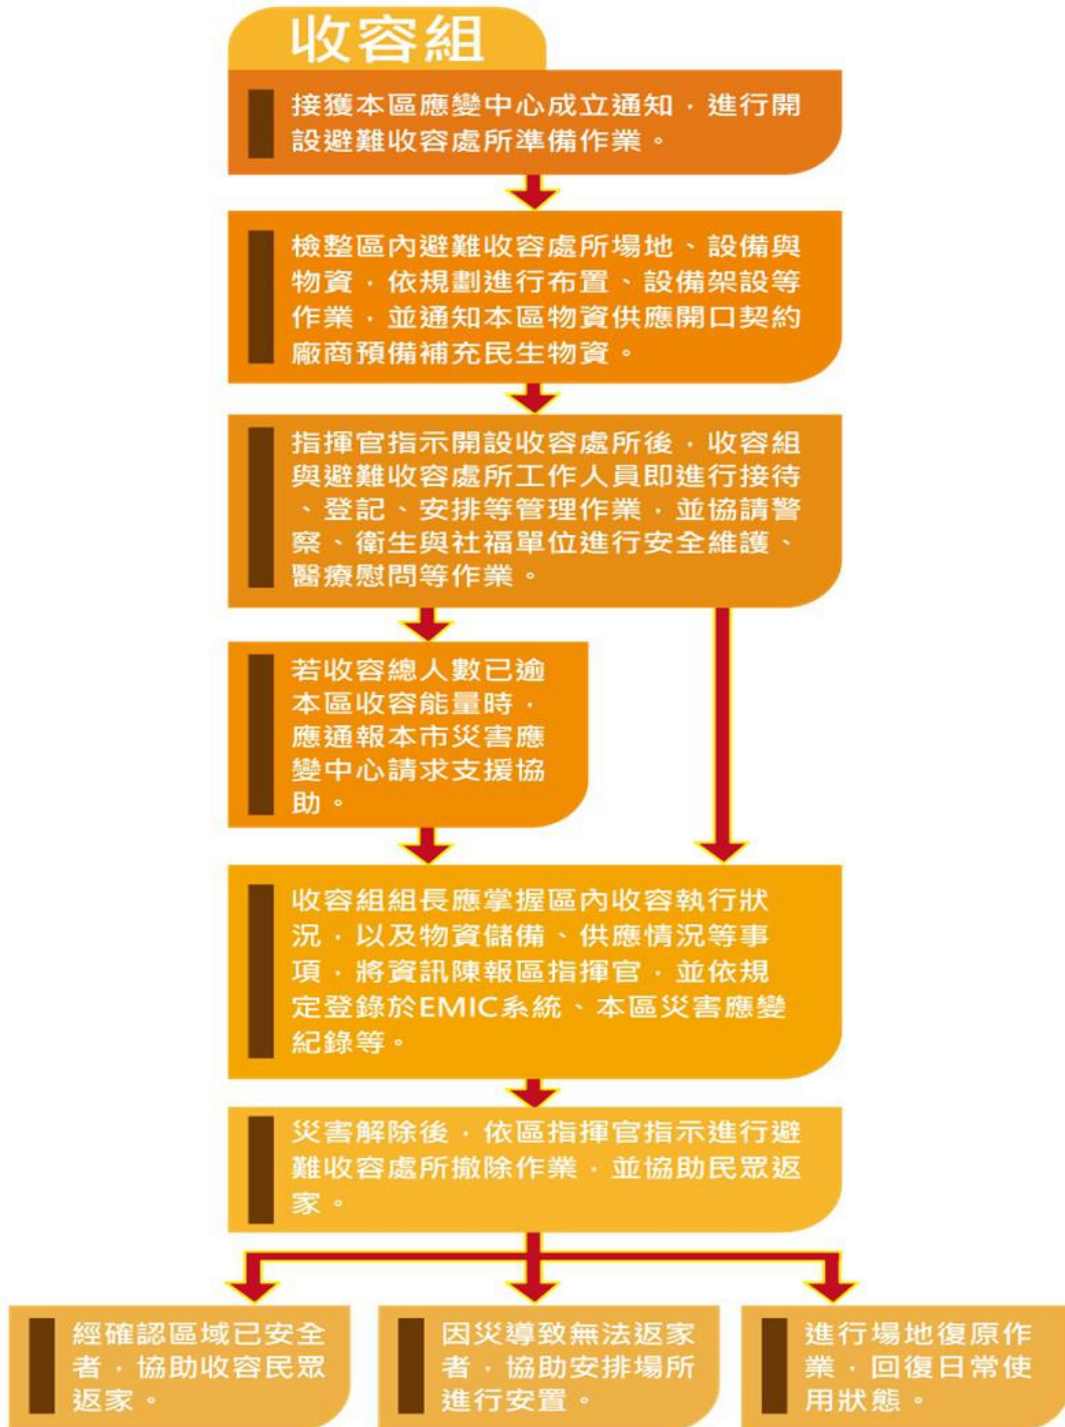 收容組
接獲本區應變中心成立通知，進行開
設避難收容處所準備作業。
檢整區內避難收容處所場地、設備與
物資，依規劃進行布置、設備架設等
作業，並通知本區物資供應開口契約
廠商預備補充民生物資。
指揮官指示開設收容處所後，收容組
與避難收容處所工作人員即進行接待
、登記、安排等管理作業，並協請警
察、衛生與社福單位進行安全維護、
醫療慰問等作業。
若收容總人數已逾
本區收容能量時，
應通報本市災害應
變中心請求支援協
助。
收容組組長應掌握區內收容執行狀
況，以及物資儲備、供應情況等事
項，將資訊陳報區指揮官，並依規
定登錄於EMIC系統、本區災害應變
紀錄等。
災害解除後，依區指揮官指示進行避
難收容處所撤除作業，並協助民眾返
家。
經確認區域已安全
者，協助收容民眾
返家。
因災導致無法返家
者，協助安排場所
進行安置。
進行場地復原作
業，回復日常使
用狀態。